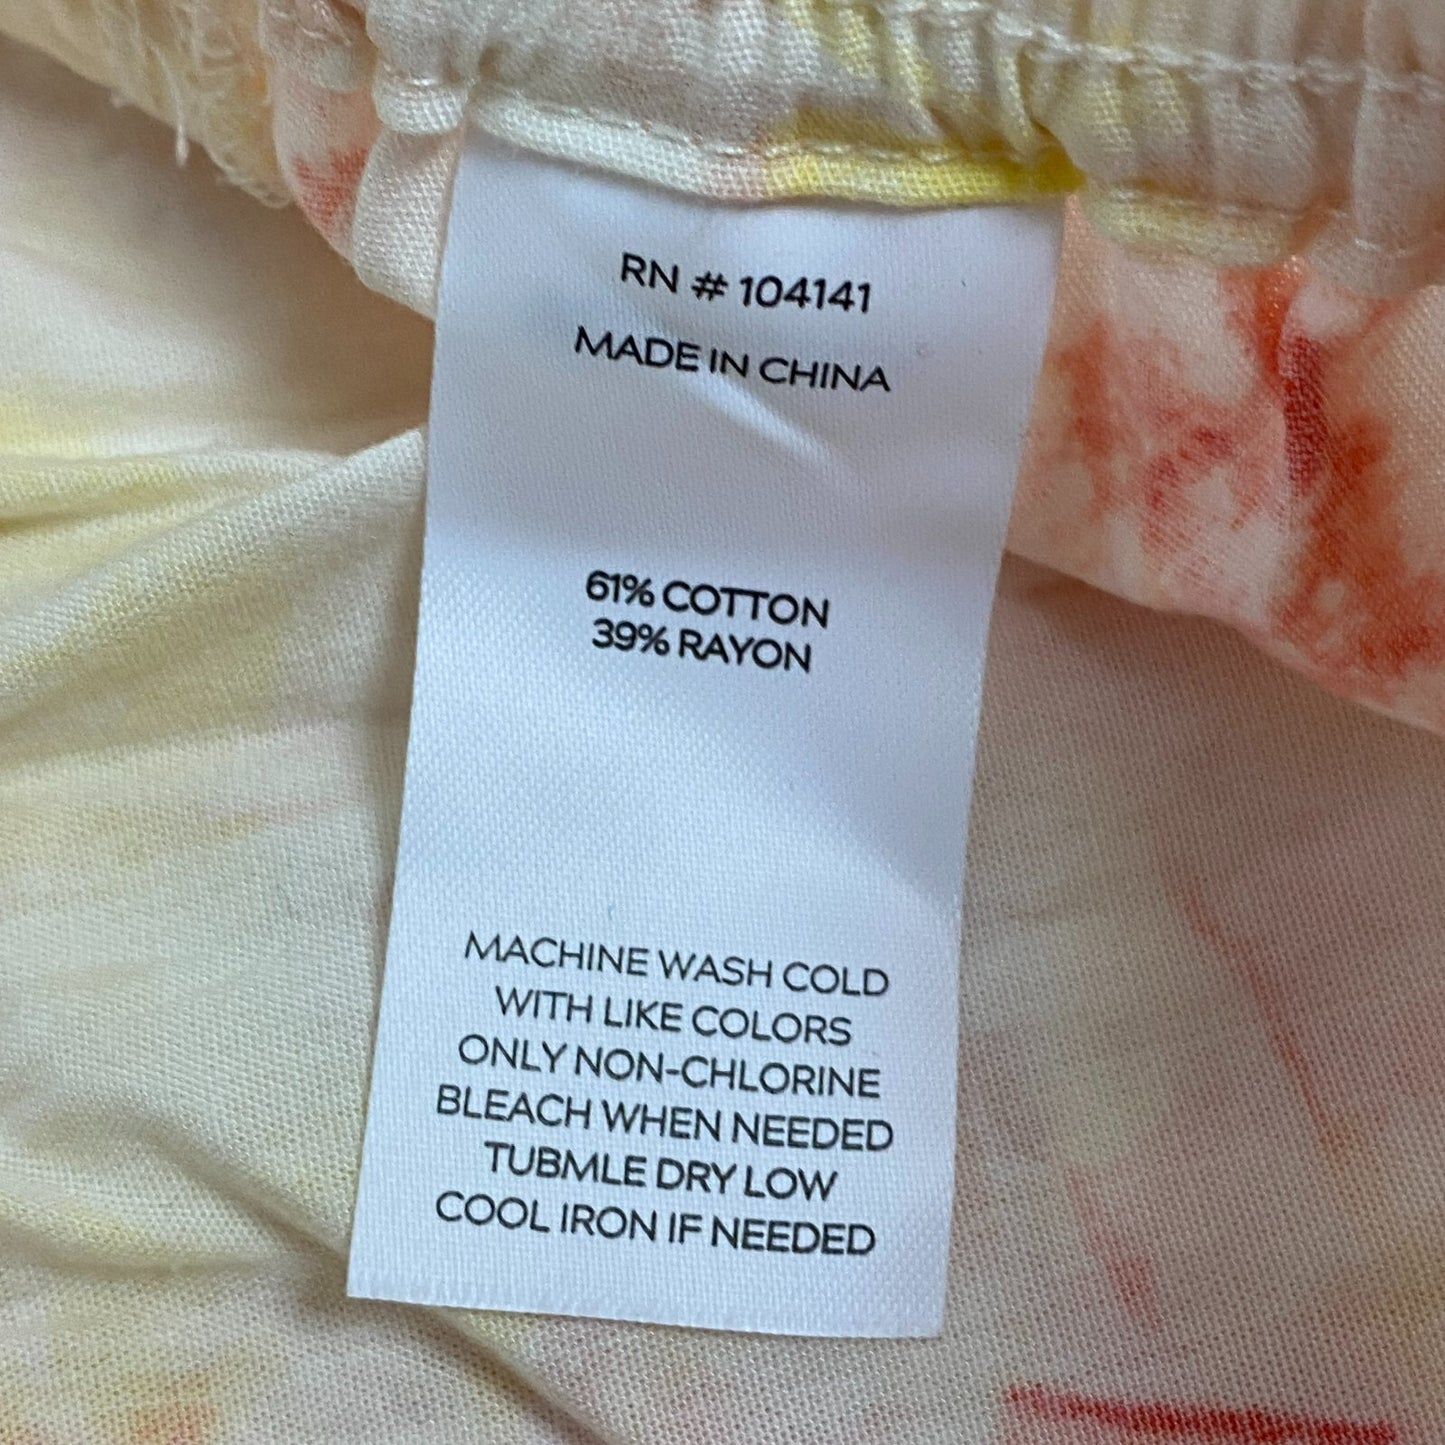 RN # 104141
MADE IN CHINA
61% COTTON
39% RAYON
MACHINE WASH COLD
WITH LIKE COLORS
ONLY NON-CHLORINE
BLEACH WHEN NEEDED
TUBMLE DRY LOW
COOL IRON IF NEEDED